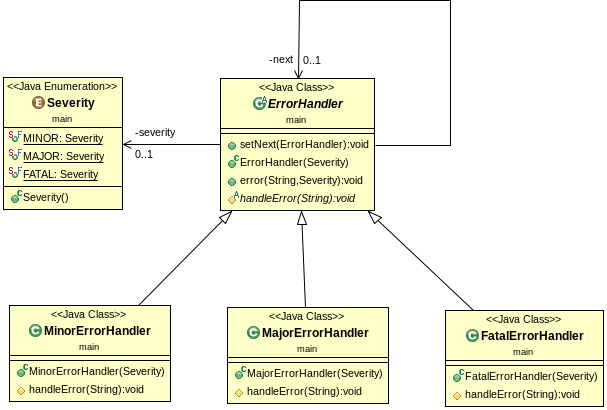 -next 0..1
<<Java Enumeration>>
Severity
main
MINOR: Severity
MAJOR: Severity
FATAL: Severity
Severity()
-severity
0..1
<<Java Class>>
ErrorHandler
main
setNext(ErrorHandler):void
ErrorHandler(Severity)
error(String,Severity):void
handleError(String):void
<<Java Class>>
MinorErrorHandler
main
MinorErrorHandler(Severity)
handleError(String):void
<<Java Class>>
MajorErrorHandler
main
MajorErrorHandler(Severity)
handleError(String):void
<<Java Class>>
FatalErrorHandler
main
FatalErrorHandler(Severity)
handleError(String):void